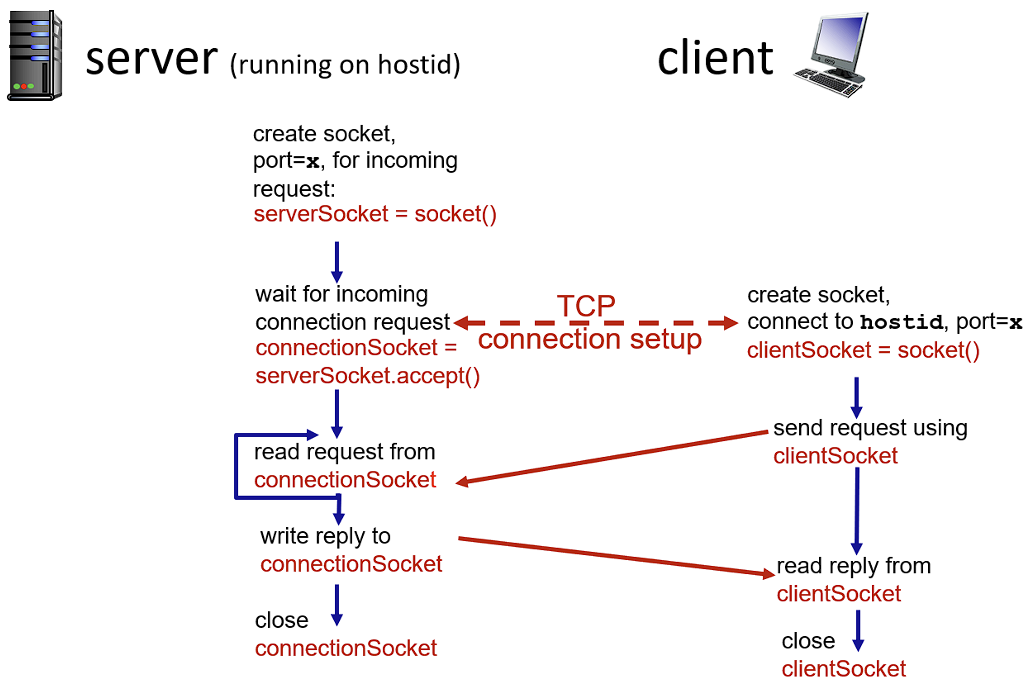 server (running on hostid)
client
create socket,
port=x, for incoming
request:
serverSocket = socket()
wait for incoming
connection request
connectionSocket =
serverSocket.accept()
TCP
connection setup
create socket,
connect to hostid, port=x
clientSocket = socket()
read request from
connectionSocket
send request using
clientSocket
write reply to
connectionSocket
read reply from
clientSocket
close
connectionSocket
close
clientSocket